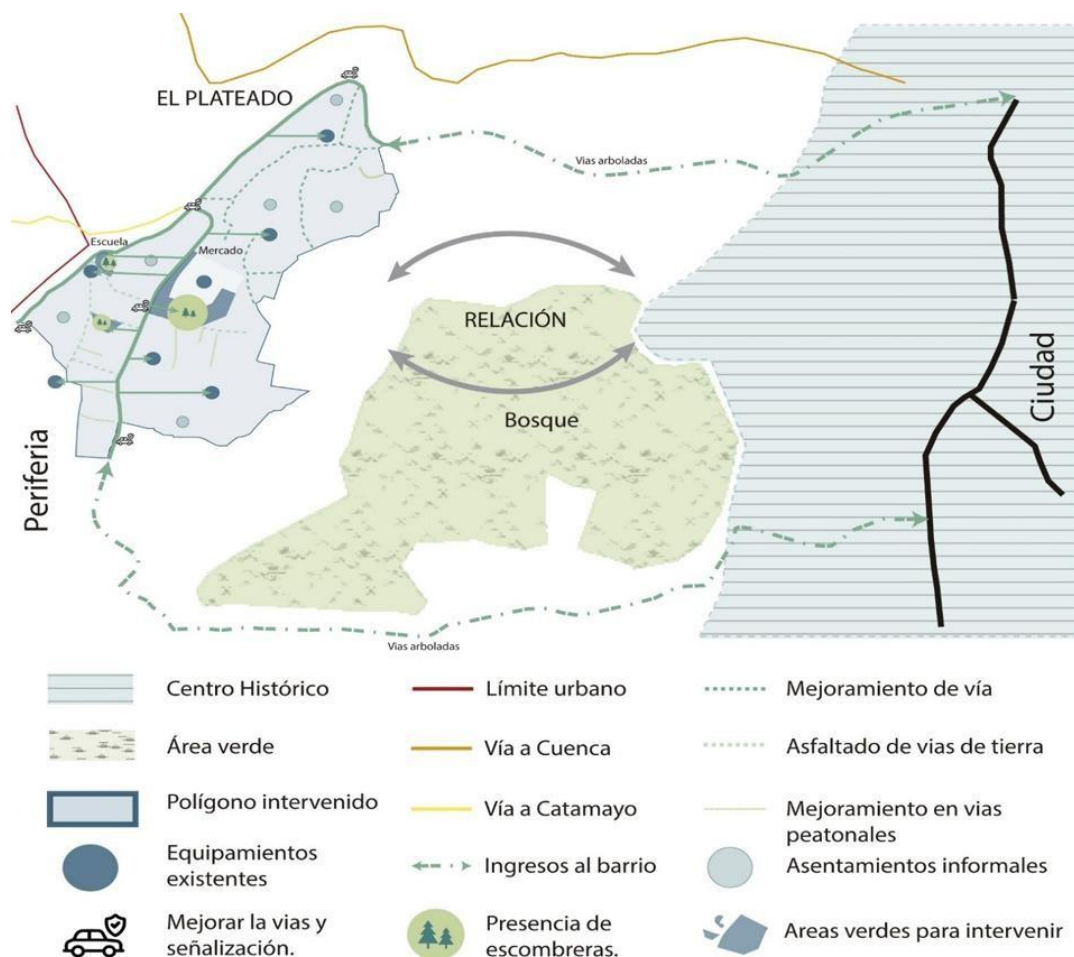 EL PLATEADO
Vias arboladas
Escuela
Mercado
RELACIÓN
Bosque
Periferia
Ciudad
Vias arboladas
Centro Histórico
Límite urbano
Mejoramiento de vía
Área verde
Vía a Cuenca
Asfaltado de vias de tierra
Polígono intervenido
Vía a Catamayo
Mejoramiento en vias
peatonales
Equipamientos
existentes
Ingresos al barrio
Asentamientos informales
Mejorar la vias y
señalización.
Presencia de
escombreras.
Areas verdes para intervenir